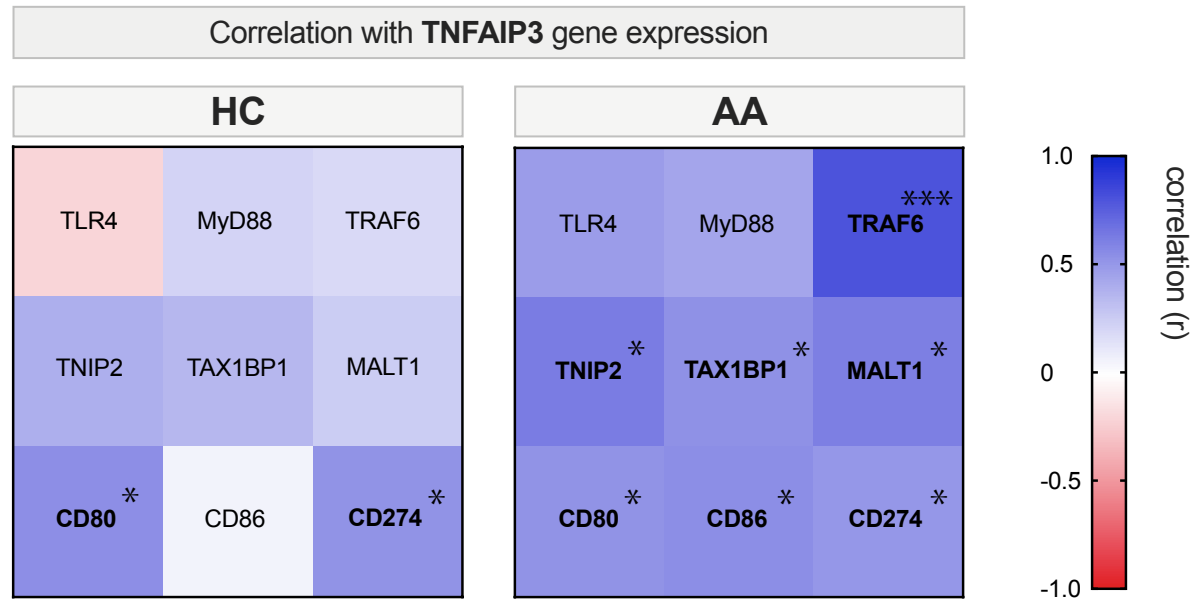 Correlation with TNFAIP3 gene expression
HC
AA
TLR4 MyD88 TRAF6
TNIP2 TAX1BP1 MALT1
CD80 * CD86 CD274 *
TLR4 MyD88 TRAF6 ***
TNIP2 * TAX1BP1 * MALT1 *
CD80 * CD86 * CD274 *
1.0
0.5
0
-0.5
-1.0
correlation (r)